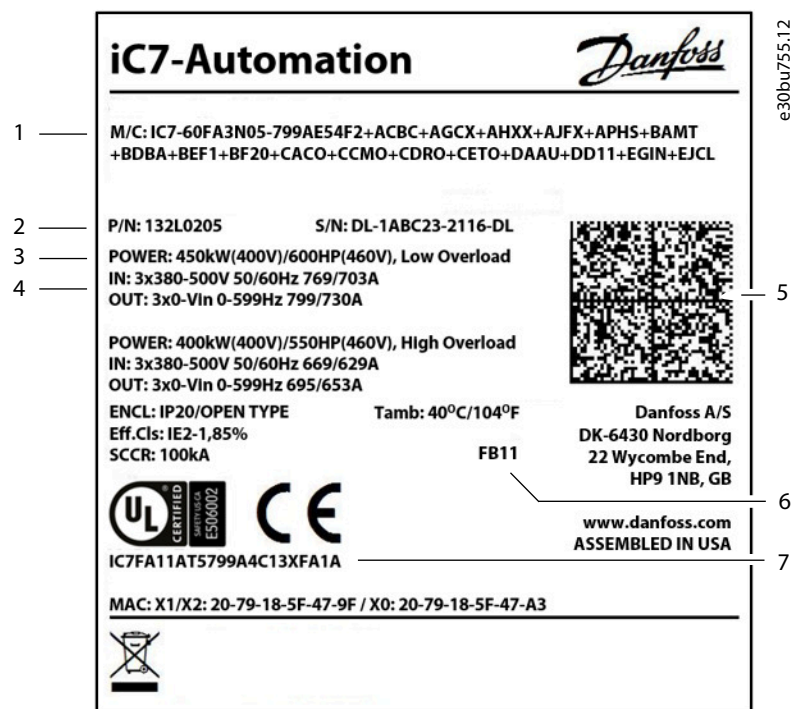 iC7-Automation
Danfoss
e30bu755.12
1
M/C: IC7-60FA3N05-799AE54F2+ACBC+AGCX+AHXX+AJFX+APHS+BAMT
+BDBA+BEF1+BF20+CACO+CCMO+CDRO+CETO+DAAU+DD11+EGIN+EJCL
2
P/N: 132L0205 S/N: DL-1ABC23-2116-DL
3
POWER: 450kW(400V)/600HP(460V), Low Overload
4
IN: 3x380-500V 50/60Hz 769/703A
OUT: 3x0-Vin 0-599Hz 799/730A
5
POWER: 400kW(400V)/550HP(460V), High Overload
IN: 3x380-500V 50/60Hz 669/629A
OUT: 3x0-Vin 0-599Hz 695/653A
ENCL: IP20/OPEN TYPE Tamb: 40⁰C/104⁰F Danfoss A/S
Eff.Cls: IE2-1,85% DK-6430 Nordborg
SCCR: 100kA FB11 22 Wycombe End,
HP9 1NB, GB
6
UL ® CERTIFIED SAFETY US-CA E506002 CE
www.danfoss.com
ASSEMBLED IN USA
IC7FA11AT5799A4C13XFA1A
7
MAC: X1/X2: 20-79-18-5F-47-9F / X0: 20-79-18-5F-47-A3